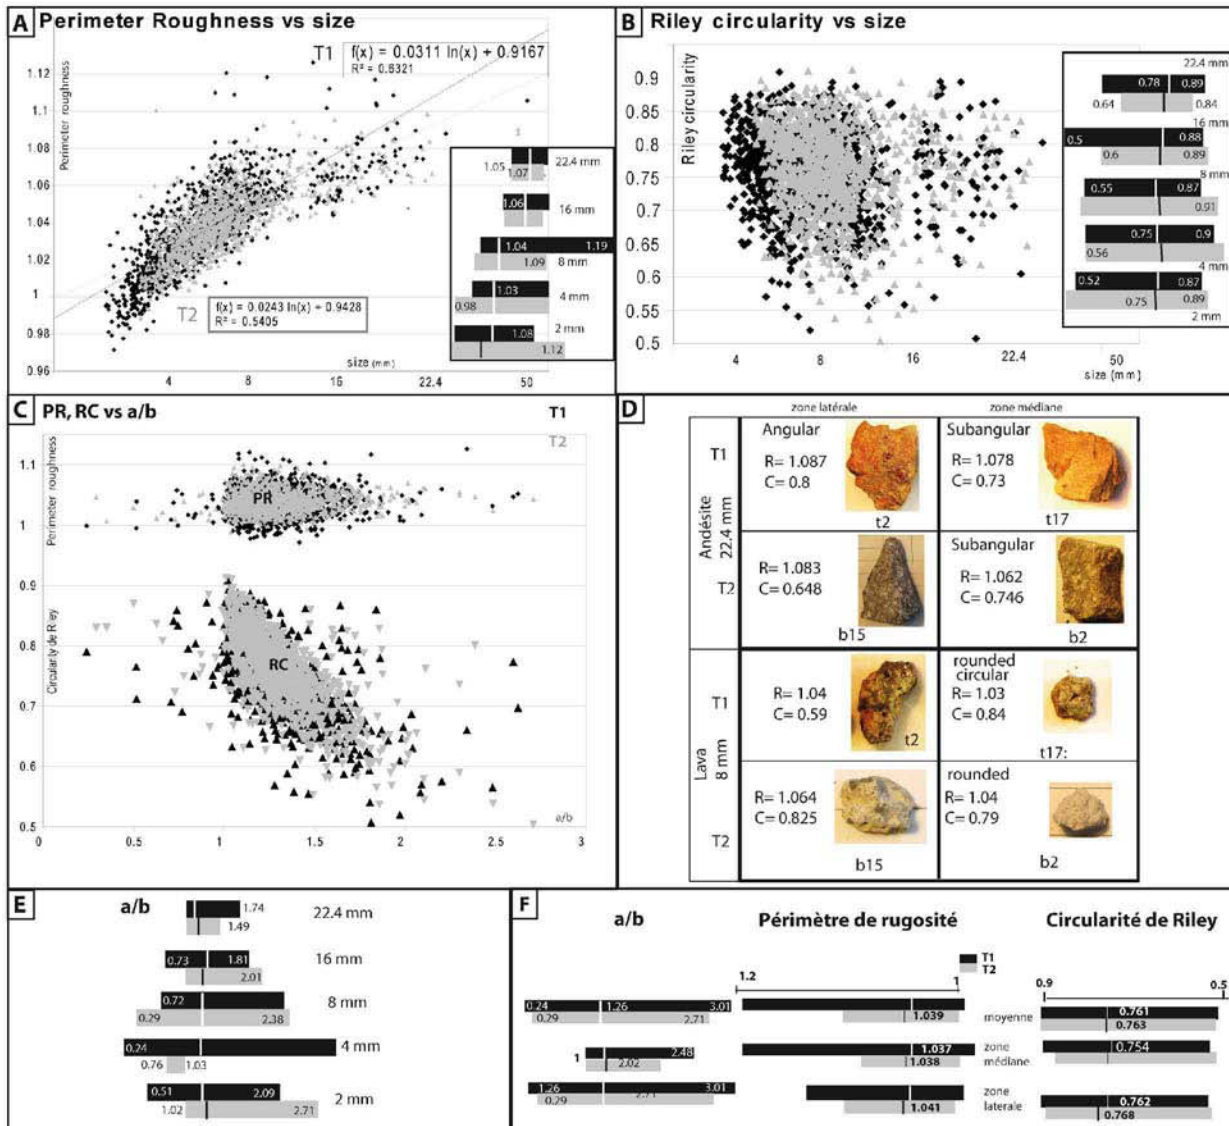 A Perimeter Roughness vs size
T1
f(x) = 0.0311 ln(x) + 0.9167
R² = 0.6321
Perimeter roughness
1.12
1.1
1.08
1.06
1.04
1.02
1
0.98
0.96
T2
f(x) = 0.0243 ln(x) + 0.9428
R² = 0.5405
1.05 1.07 22.4 mm
1.06 16 mm
1.04 1.19
1.09 8 mm
1.03
0.98 4 mm
1.08 2 mm
1.12
size (mm)
4 8 16 22.4 50
B Riley circularity vs size
Riley circularity
0.9
0.85
0.8
0.75
0.7
0.65
0.6
0.55
0.5
22.4 mm
0.78 0.89
0.64 0.84
16 mm
0.5 0.88
0.6 0.89
8 mm
0.55 0.87
0.91
0.75 0.9
0.56
4 mm
0.52 0.87
0.75 0.89
2 mm
4 8 16 22.4 50
size (mm)
C PR, RC vs a/b
T1
T2
Perimeter roughness
1.1
1
0.9
0.8
0.7
0.6
0.5
PR
Circularity de Riley
RC
a/b
0 0.5 1 1.5 2 2.5 3
D
zone latérale zone médiane
Andésite
22.4 mm
T1
Angular
R= 1.087
C= 0.8
t2
Subangular
R= 1.078
C= 0.73
t17
T2
R= 1.083
C= 0.648
b15
Subangular
R= 1.062
C= 0.746
b2
Lava
8 mm
T1
R= 1.04
C= 0.59
t2
rounded
circular
R= 1.03
C= 0.84
t17:
T2
R= 1.064
C= 0.825
b15
rounded
R= 1.04
C= 0.79
b2
E a/b
1.74 22.4 mm
1.49
0.73 1.81 16 mm
2.01
0.72 8 mm
0.29 2.38
0.24 4 mm
0.76 1.03
0.51 2.09 2 mm
1.02 2.71
F a/b Périmètre de rugosité Circularité de Riley
T1
T2
1.2 1 0.9 0.5
0.24 1.26 3.01
0.29 2.71 1.039 moyenne 0.761
0.763
1 2.48 1.037 zone 0.754
2.02 1.038 médiane
1.26 3.01 zone 0.762
0.29 2.71 1.041 laterale 0.768